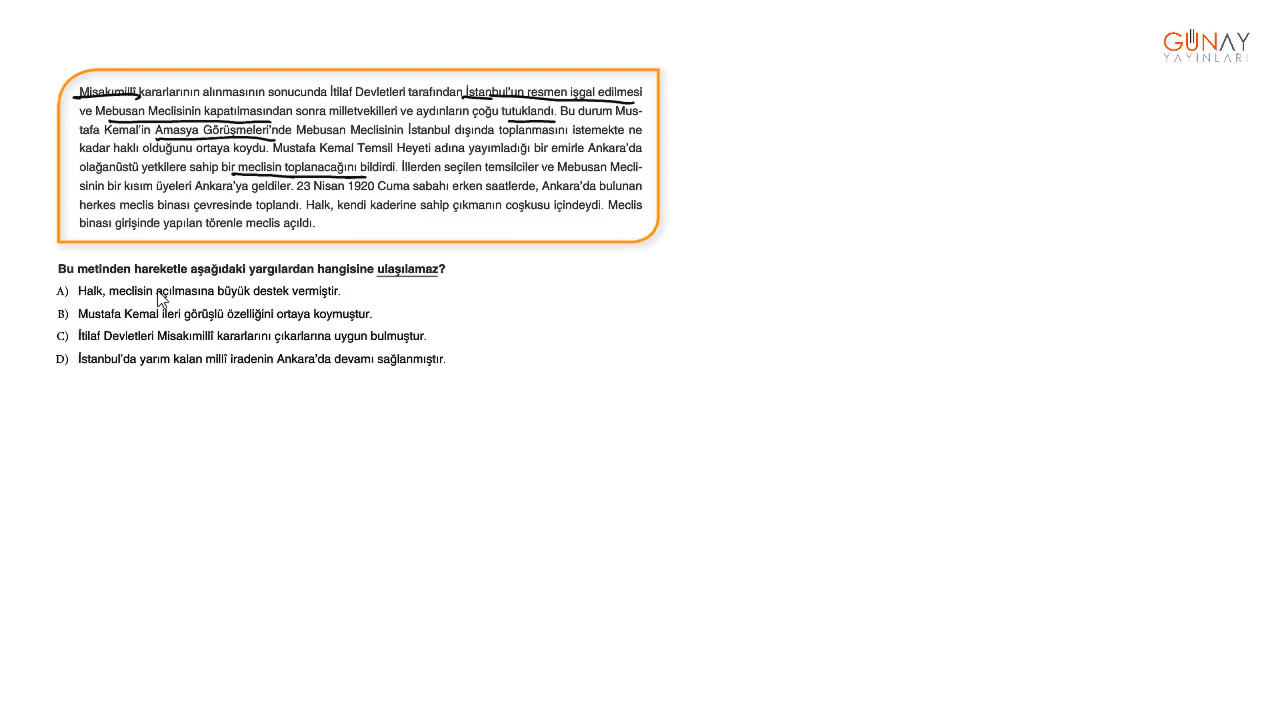 GÜNAY
YAYINLARI
Misakımillî kararlarının alınmasının sonucunda İtilaf Devletleri tarafından İstanbul'un resmen işgal edilmesi
ve Mebusan Meclisinin kapatılmasından sonra milletvekilleri ve aydınların çoğu tutuklandı. Bu durum Mus-
tafa Kemal'in Amasya Görüşmeleri'nde Mebusan Meclisinin İstanbul dışında toplanmasını istemekte ne
kadar haklı olduğunu ortaya koydu. Mustafa Kemal Temsil Heyeti adına yayımladığı bir emirle Ankara'da
olağanüstü yetkilere sahip bir meclisin toplanacağını bildirdi. İllerden seçilen temsilciler ve Mebusan Mecli-
sinin bir kısım üyeleri Ankara'ya geldiler. 23 Nisan 1920 Cuma sabahı erken saatlerde, Ankara'da bulunan
herkes meclis binası çevresinde toplandı. Halk, kendi kaderine sahip çıkmanın coşkusu içindeydi. Meclis
binası girişinde yapılan törenle meclis açıldı.
Bu metinden hareketle aşağıdaki yargılardan hangisine ulaşılamaz?
A) Halk, meclisin açılmasına büyük destek vermiştir.
B) Mustafa Kemal ileri görüşlü özelliğini ortaya koymuştur.
C) İtilaf Devletleri Misakımillî kararlarını çıkarlarına uygun bulmuştur.
D) İstanbul'da yarım kalan millî iradenin Ankara'da devamı sağlanmıştır.